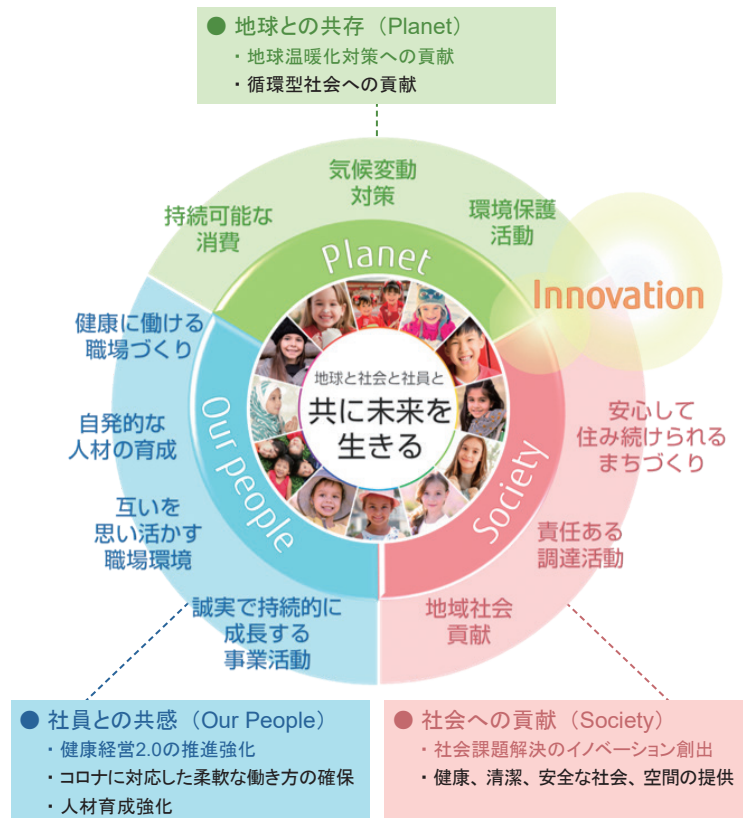 ● 地球との共存（Planet）
・地球温暖化対策への貢献
・循環型社会への貢献
気候変動
対策
持続可能な
消費
環境保護
活動
Planet
Innovation
健康に働ける
職場づくり
地球と社会と社員と
共に未来を
生きる
自発的な
人材の育成
Our people
安心して
住み続けられる
まちづくり
Society
互いを
思い活かす
職場環境
責任ある
調達活動
誠実で持続的に
成長する
事業活動
地域社会
貢献
● 社員との共感（Our People）
・健康経営2.0の推進強化
・コロナに対応した柔軟な働き方の確保
・人材育成強化
● 社会への貢献（Society）
・社会課題解決のイノベーション創出
・健康、清潔、安全な社会、空間の提供